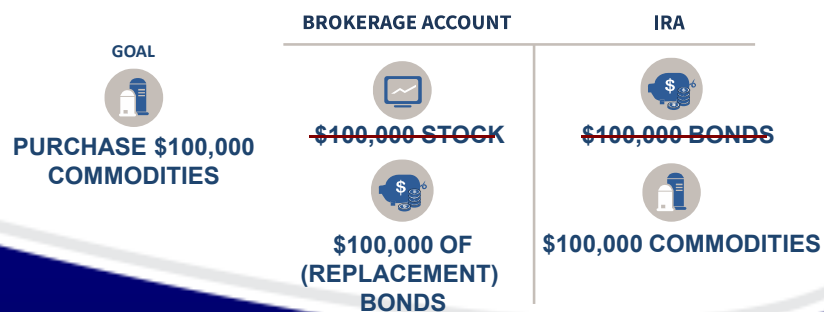 BROKERAGE ACCOUNT
IRA
GOAL
PURCHASE $100,000
COMMODITIES
$100,000 STOCK
$
$100,000 BONDS
$
$100,000 OF
(REPLACEMENT)
BONDS
$100,000 COMMODITIES